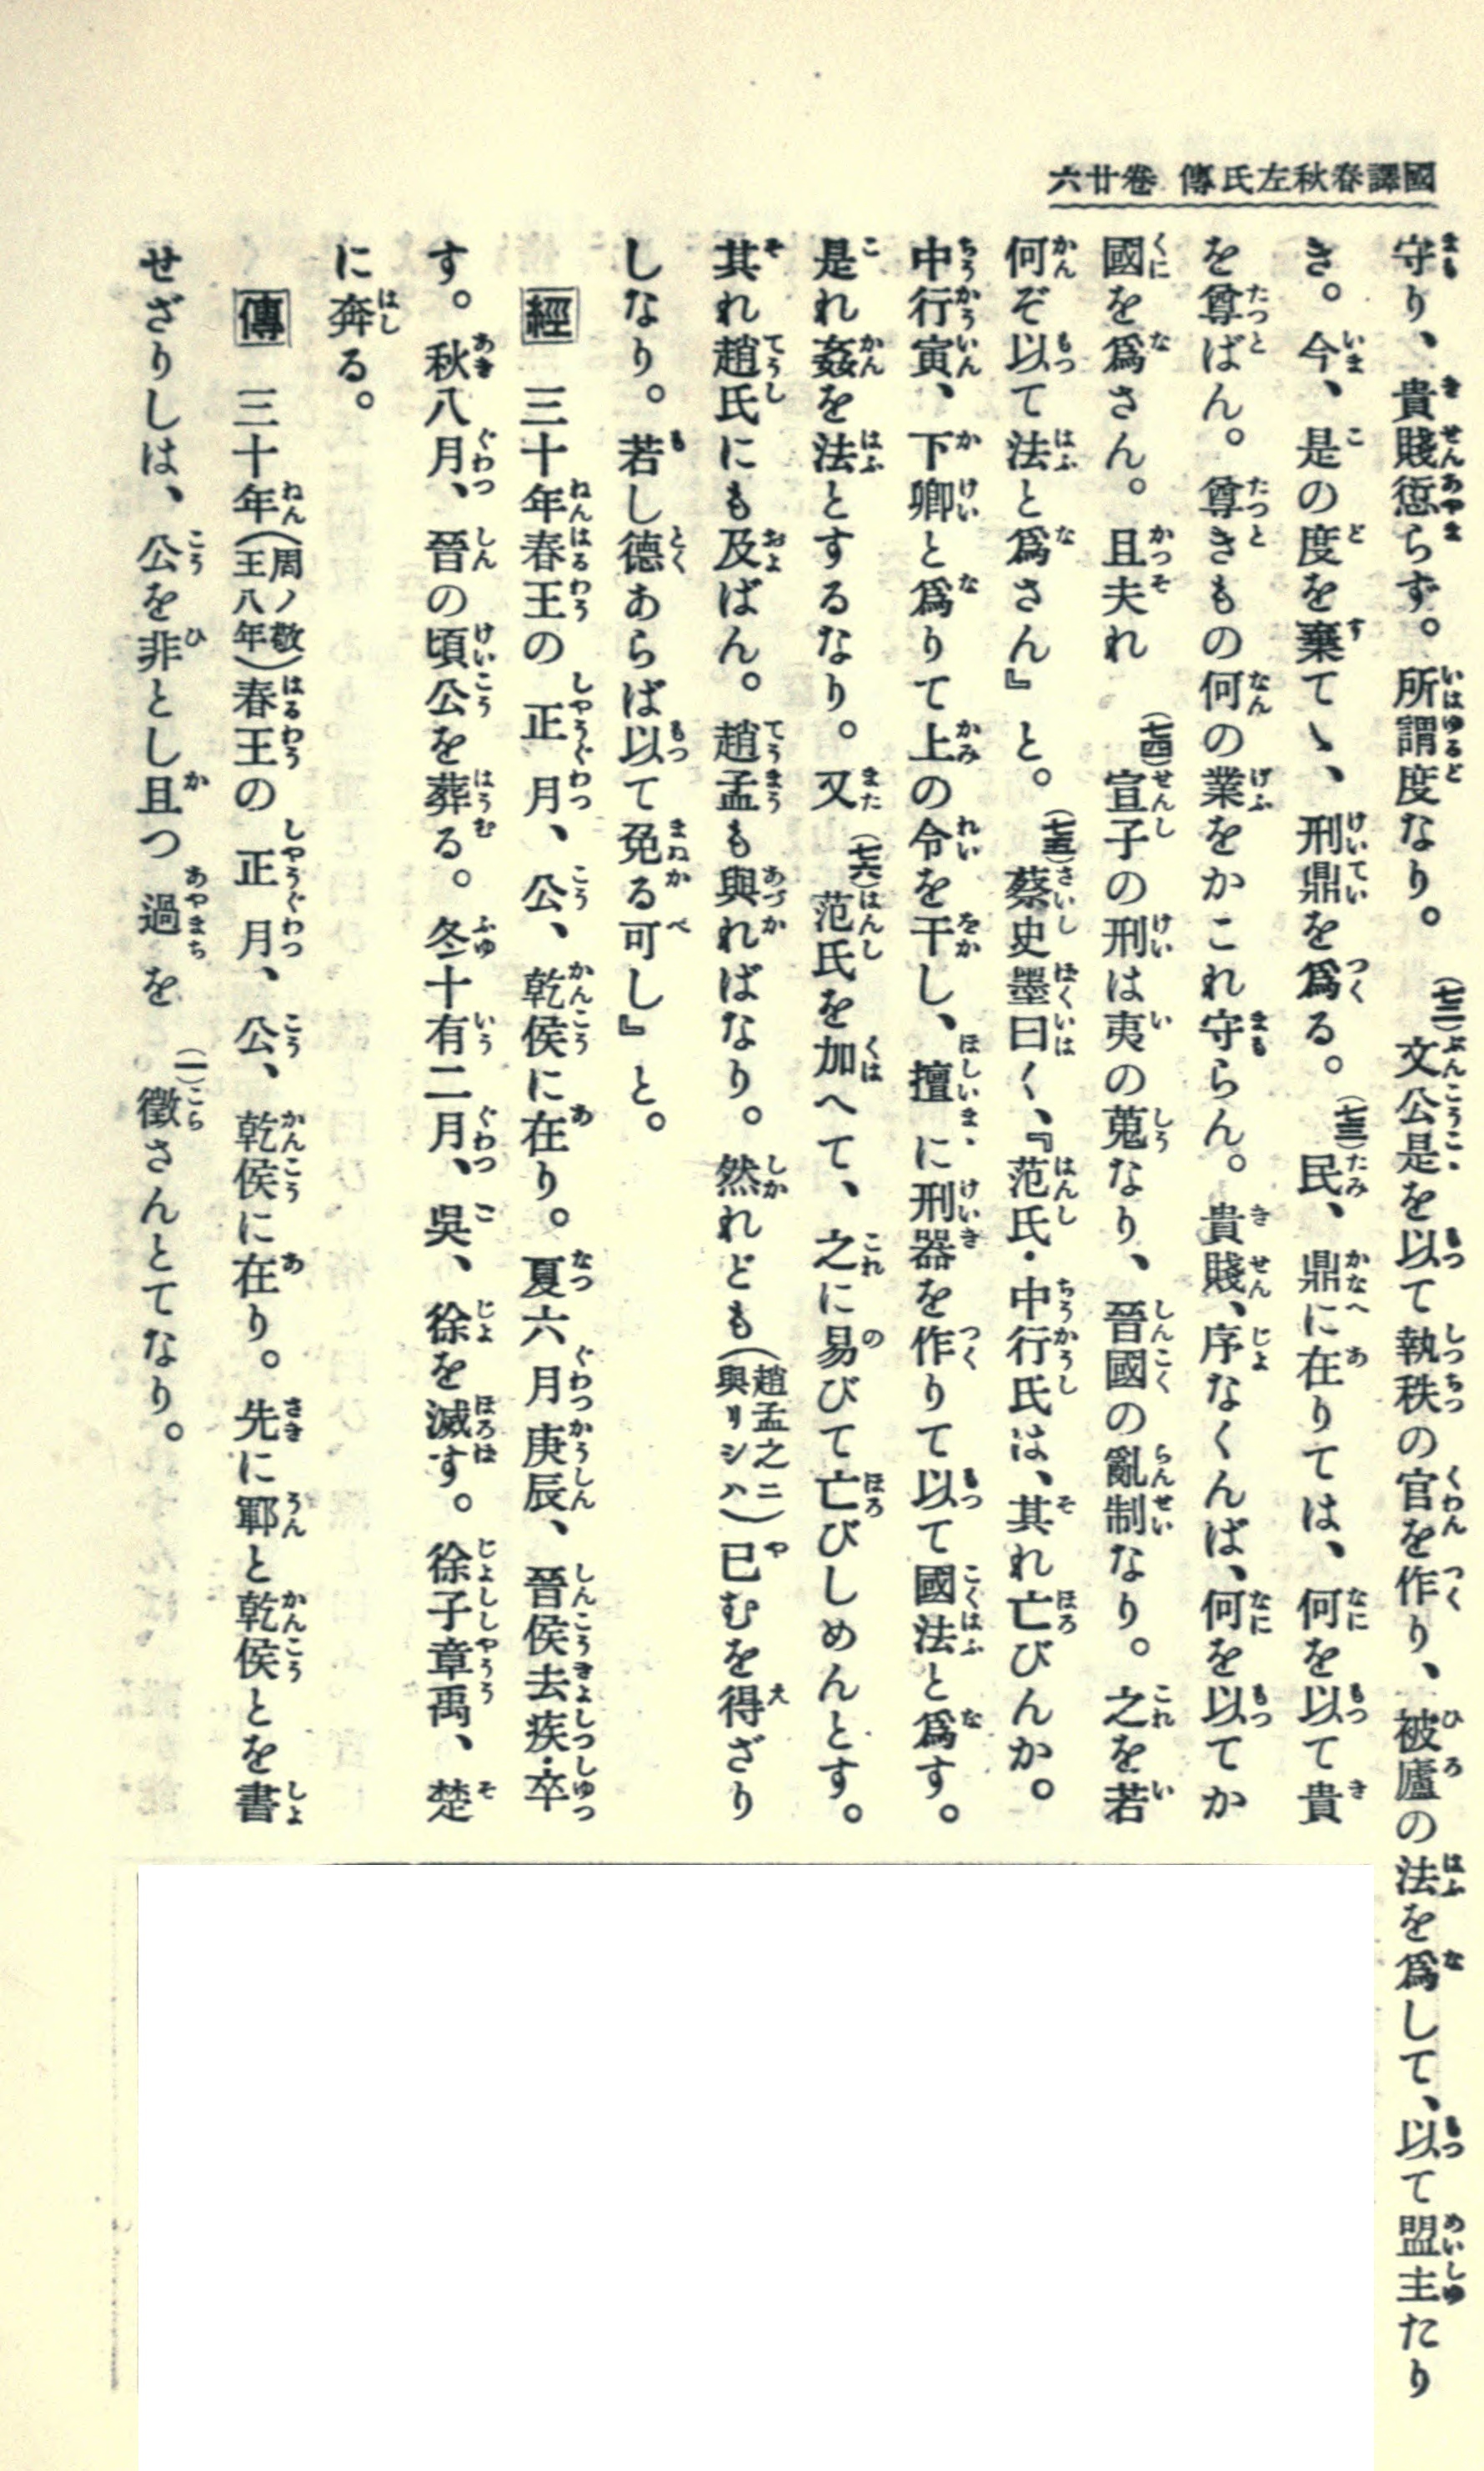 國譯春秋左氏傳 卷廿六
守り、貴賤愆らず。所謂度なり。(七二)文公是を以て執秩の官を作り、被廬の法を爲して、以て盟主たり
き。今、是の度を棄てゝ、刑鼎を爲る。(七三)民、鼎に在りては、何を以て貴
を尊ばん。尊きもの何の業をかこれ守らん。貴賤、序なくんば、何を以てか
國を爲さん。且夫れ(七四)宣子の刑は夷の蒐なり、晉國の亂制なり。之を若
何ぞ以て法と爲さん』と。(七五)蔡史墨曰く、『范氏・中行氏は、其れ亡びんか。
中行寅、下卿と爲りて上の令を干し、擅に刑器を作りて以て國法と爲す。
是れ姦を法とするなり。又(七六)范氏を加へて、之に易びて亡びしめんとす。
其れ趙氏にも及ばん。趙孟も與ればなり。然れども(趙孟之ニ與リシハ)已むを得ざり
しなり。若し德あらば以て免る可し』と。
經 三十年春王の正月、公、乾侯に在り。夏六月庚辰、晉侯去疾・卒
す。秋八月、晉の頃公を葬る。冬十有二月、吳、徐を滅す。徐子章禹、楚
に奔る。
傳 三十年(周ノ敬王八年)春王の正月、公、乾侯に在り。先に鄆と乾侯とを書
せざりしは、公を非とし且つ過を(一)徵さんとてなり。